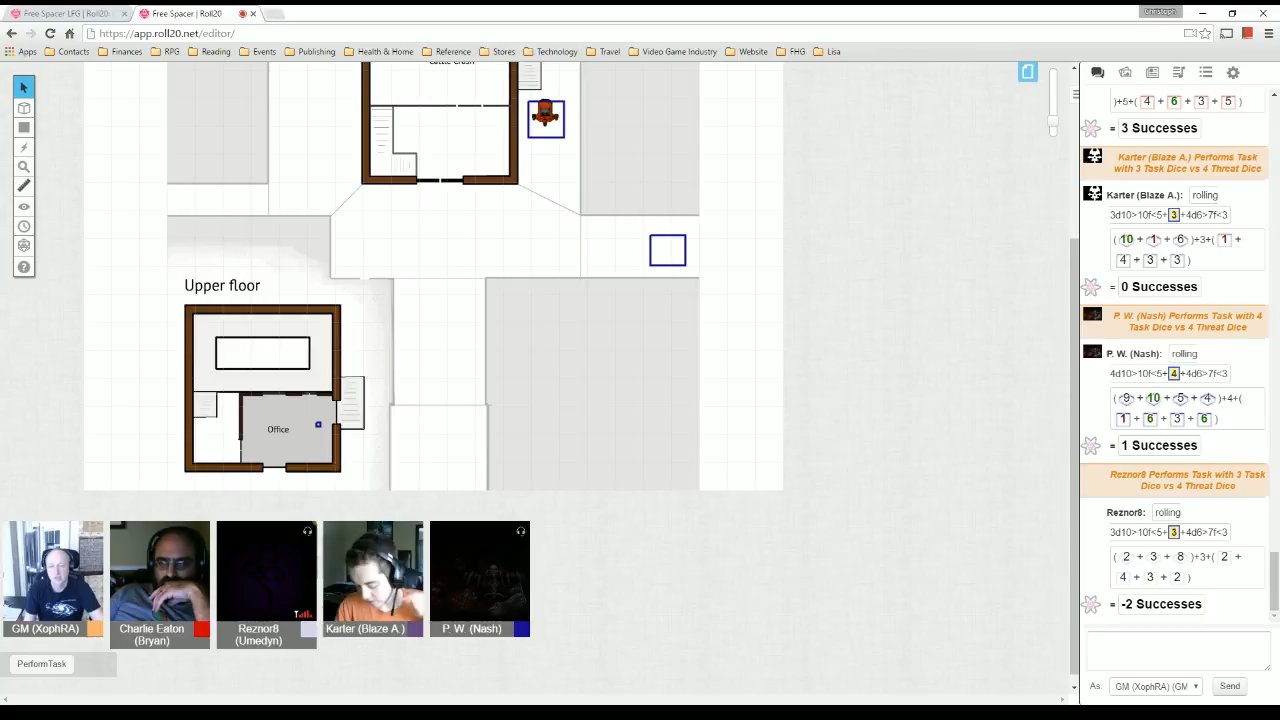 Christoph
Free Spacer LFG | Roll20
Free Spacer | Roll20
https://app.roll20.net/editor/
Apps Contacts Finances RPG Reading Events Publishing Health & Home Reference Stores Technology Travel Video Game Industry Website FHG Lisa
)+5+( 4 + 6 + 3 + 5 )
= 3 Successes
Karter (Blaze A.) Performs Task
with 3 Task Dice vs 4 Threat Dice
Karter (Blaze A.): rolling
3d10>10f<5+3+4d6>7f<3
( 10 + 1 + 6 )+3+( 1 +
4 + 3 + 3 )
= 0 Successes
P. W. (Nash) Performs Task with 4
Task Dice vs 4 Threat Dice
P. W. (Nash): rolling
4d10>10f<5+4+4d6>7f<3
( 9 + 10 + 5 + 4 )+4+(
1 + 6 + 3 + 6 )
= 1 Successes
Reznor8 Performs Task with 3 Task
Dice vs 4 Threat Dice
Reznor8: rolling
3d10>10f<5+3+4d6>7f<3
( 2 + 3 + 8 )+3+( 2 +
4 + 3 + 2 )
= -2 Successes
As: GM (XophRA) (GM Send
Upper floor
Office
GM (XophRA)
Charlie Eaton
(Bryan)
Reznor8
(Umedyn)
Karter (Blaze A.)
P. W. (Nash)
PerformTask